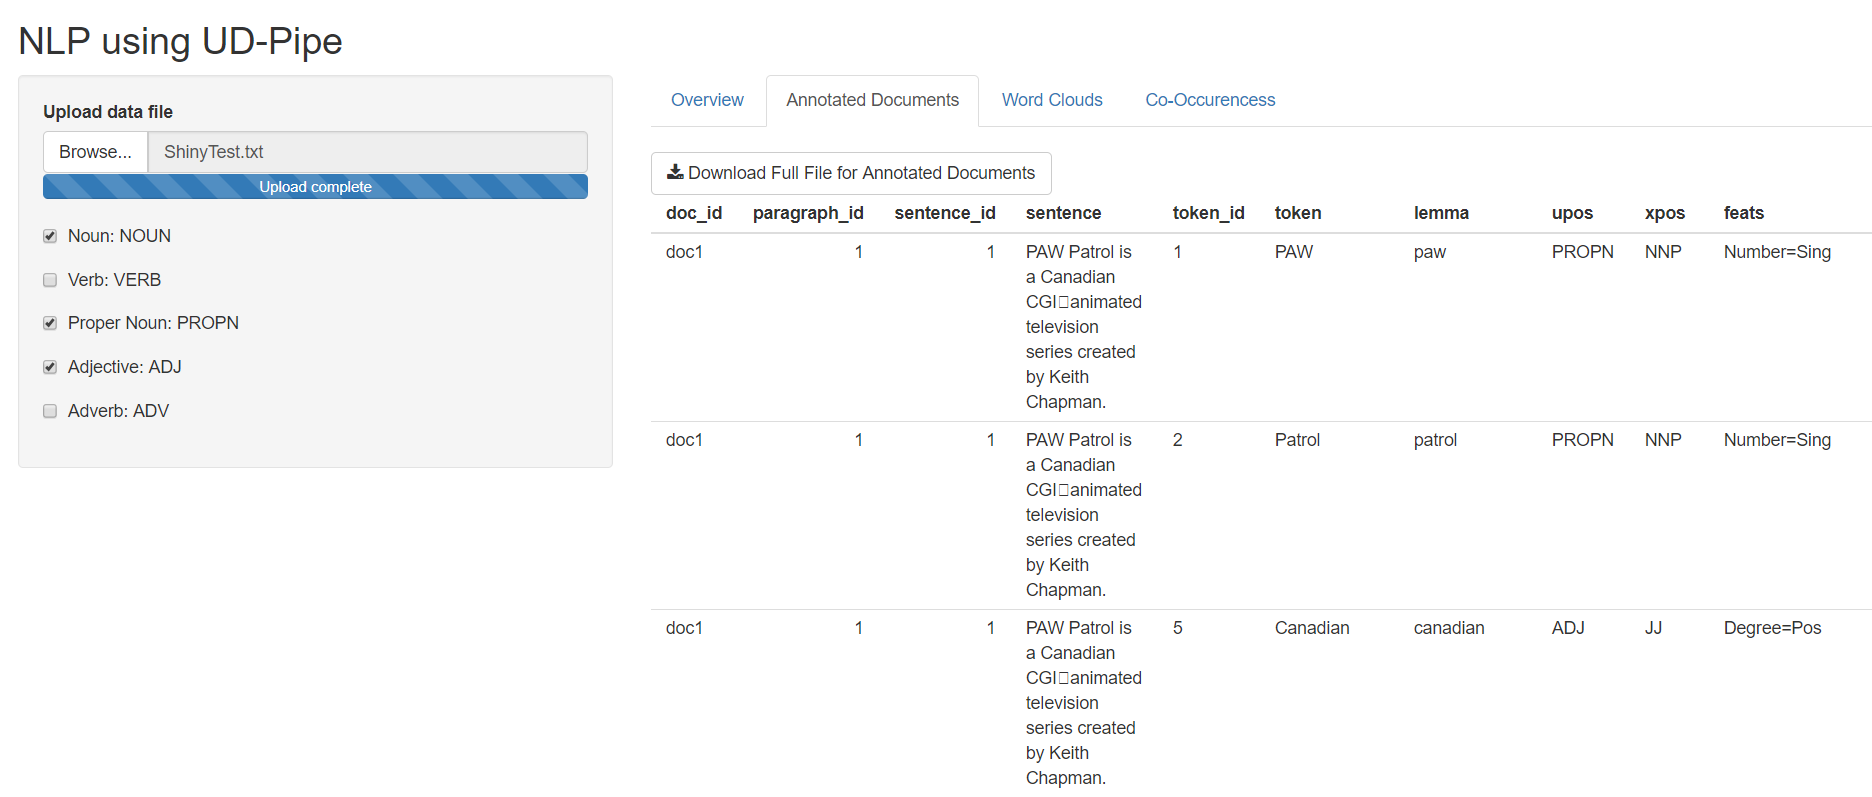 NLP using UD-Pipe
Upload data file
Browse... ShinyTest.txt
Upload complete
Noun: NOUN
Verb: VERB
Proper Noun: PROPN
Adjective: ADJ
Adverb: ADV
Overview Annotated Documents Word Clouds Co-Occurencess
Download Full File for Annotated Documents
doc_id paragraph_id sentence_id sentence token_id token lemma upos xpos feats
doc1 1 1 PAW Patrol is 1 PAW paw PROPN NNP Number=Sing
a Canadian
CGI□animated
television
series created
by Keith
Chapman.
doc1 1 1 PAW Patrol is 2 Patrol patrol PROPN NNP Number=Sing
a Canadian
CGI□animated
television
series created
by Keith
Chapman.
doc1 1 1 PAW Patrol is 5 Canadian canadian ADJ JJ Degree=Pos
a Canadian
CGI□animated
television
series created
by Keith
Chapman.